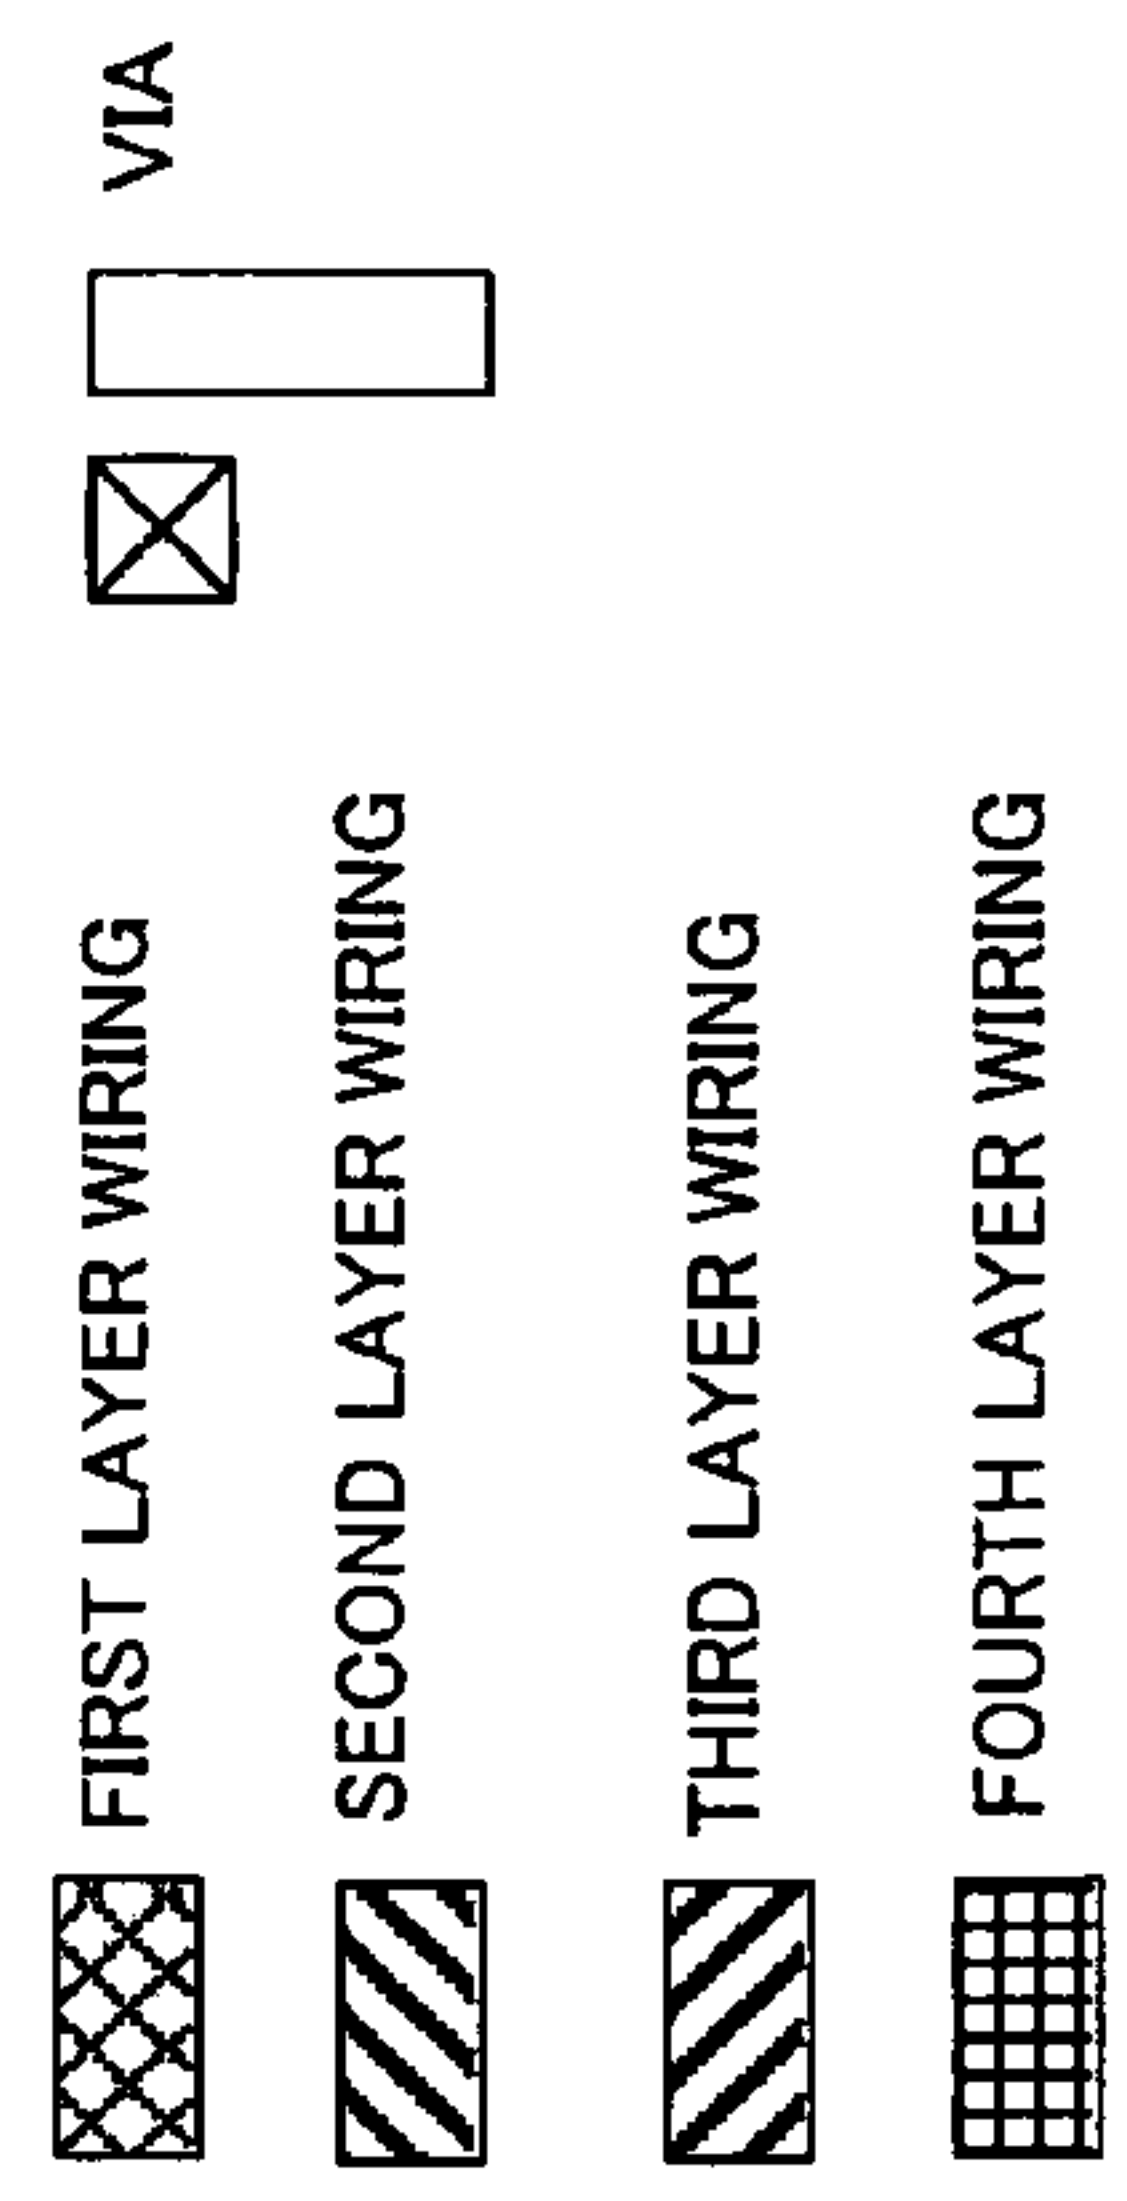 FIRST LAYER WIRING
VIA
SECOND LAYER WIRING
THIRD LAYER WIRING
FOURTH LAYER WIRING